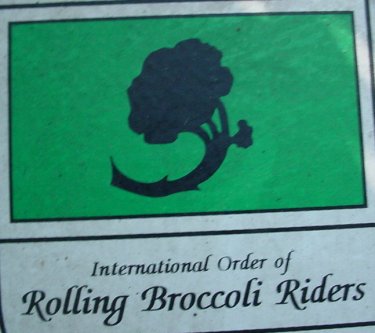 International Order of
Rolling Broccoli Riders